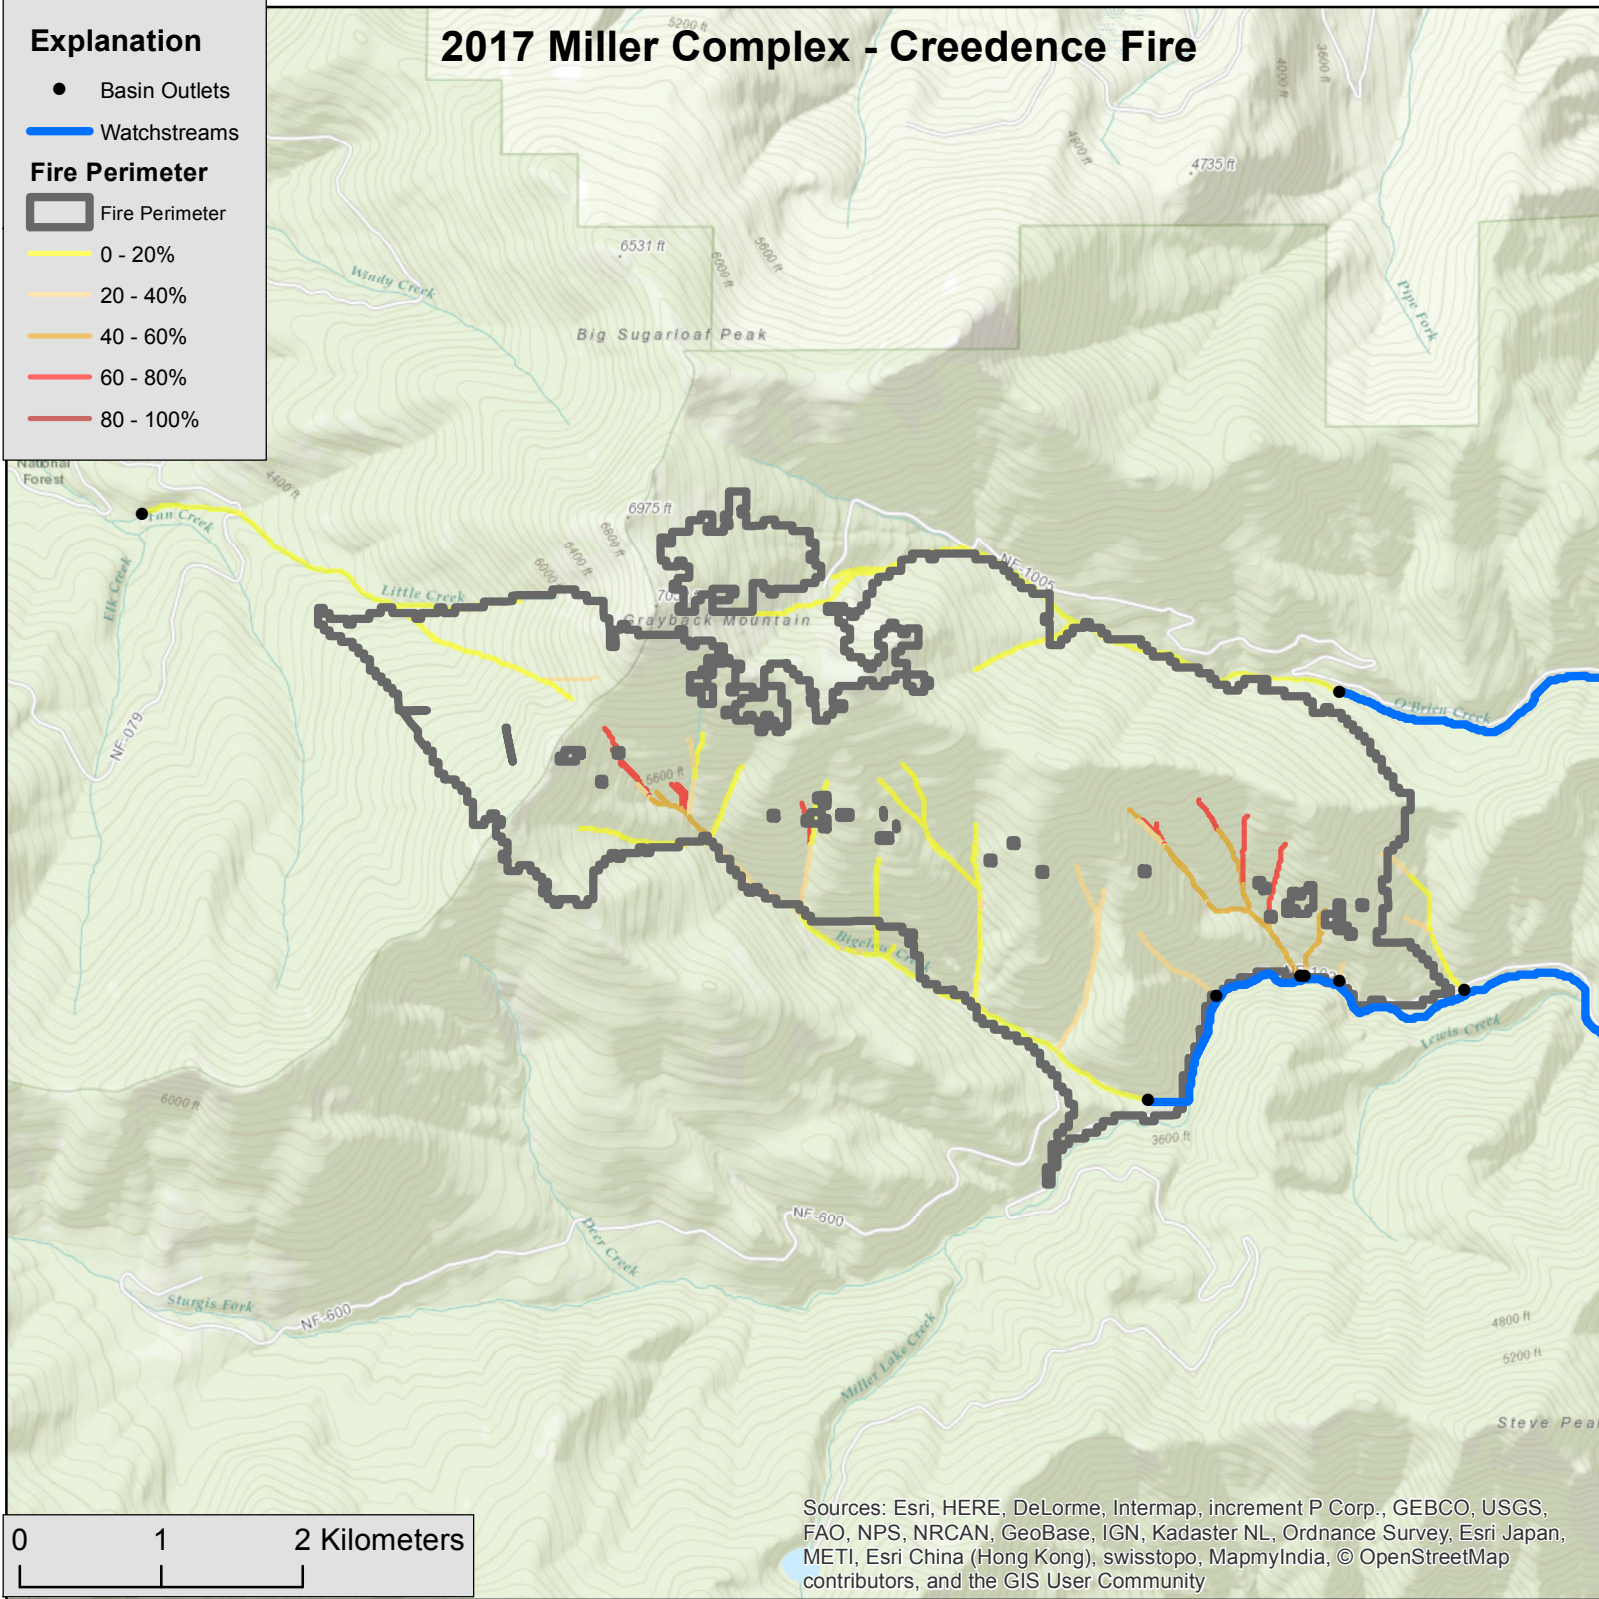 2017 Miller Complex - Creedence Fire
Explanation
Basin Outlets
Watchstreams
Fire Perimeter
Fire Perimeter
0 - 20%
20 - 40%
40 - 60%
60 - 80%
80 - 100%
5200 ft
4000 ft
3600 ft
4800 ft
4735 ft
6531 ft
6000 ft
5600 ft
Windy Creek
Pipe Fork
Big Sugarloaf Peak
National
Forest
4400 ft
6975 ft
6800 ft
6400 ft
6000
ran Creek
Elk Creek
Little Creek
NF-1005
Grayback Mountain
NF-079
O'Brien Creek
5600 ft
Bigelow Creek
Lewis Creek
6000 ft
3600 ft
NF-600
Deer Creek
Sturgis Fork
NF-600
Miller Lake Creek
4800 ft
5200 ft
Steve Pea
0 1 2 Kilometers
Sources: Esri, HERE, DeLorme, Intermap, increment P Corp., GEBCO, USGS,
FAO, NPS, NRCAN, GeoBase, IGN, Kadaster NL, Ordnance Survey, Esri Japan,
METI, Esri China (Hong Kong), swisstopo, MapmyIndia, © OpenStreetMap
contributors, and the GIS User Community